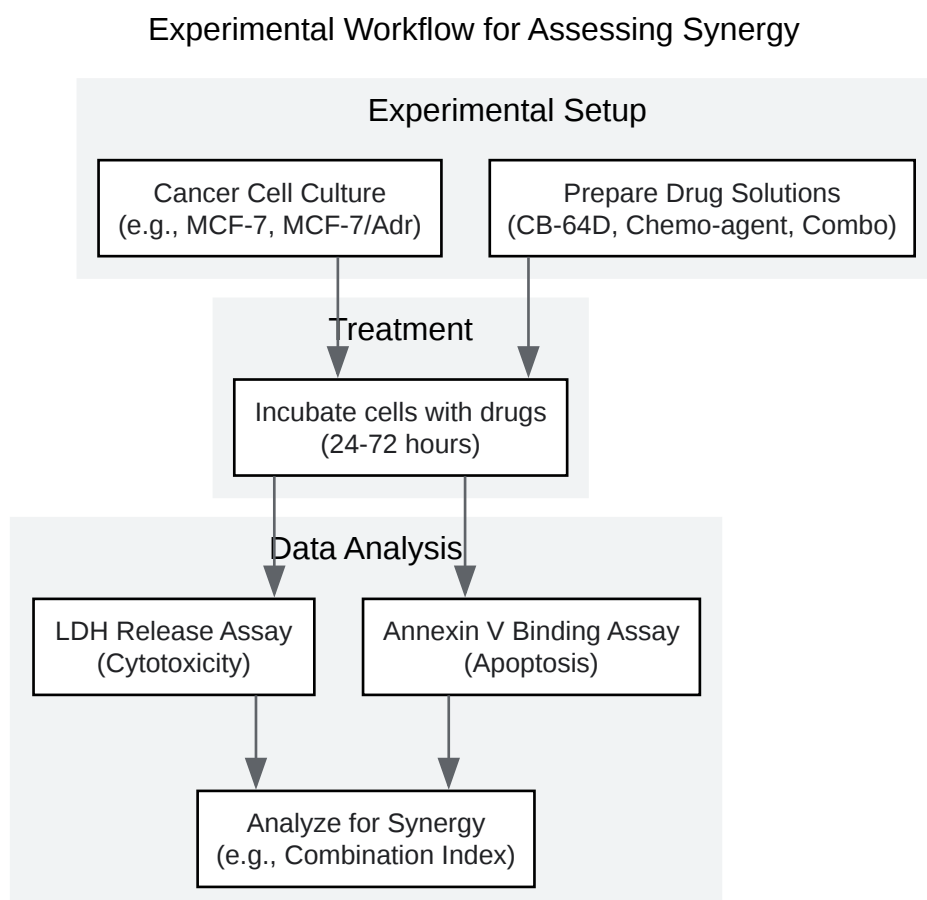 Experimental Workflow for Assessing Synergy
Experimental Setup
Cancer Cell Culture
(e.g., MCF-7, MCF-7/Adr)
Prepare Drug Solutions
(CB-64D, Chemo-agent, Combo)
Treatment
Incubate cells with drugs
(24-72 hours)
Data Analysis
LDH Release Assay
(Cytotoxicity)
Annexin V Binding Assay
(Apoptosis)
Analyze for Synergy
(e.g., Combination Index)